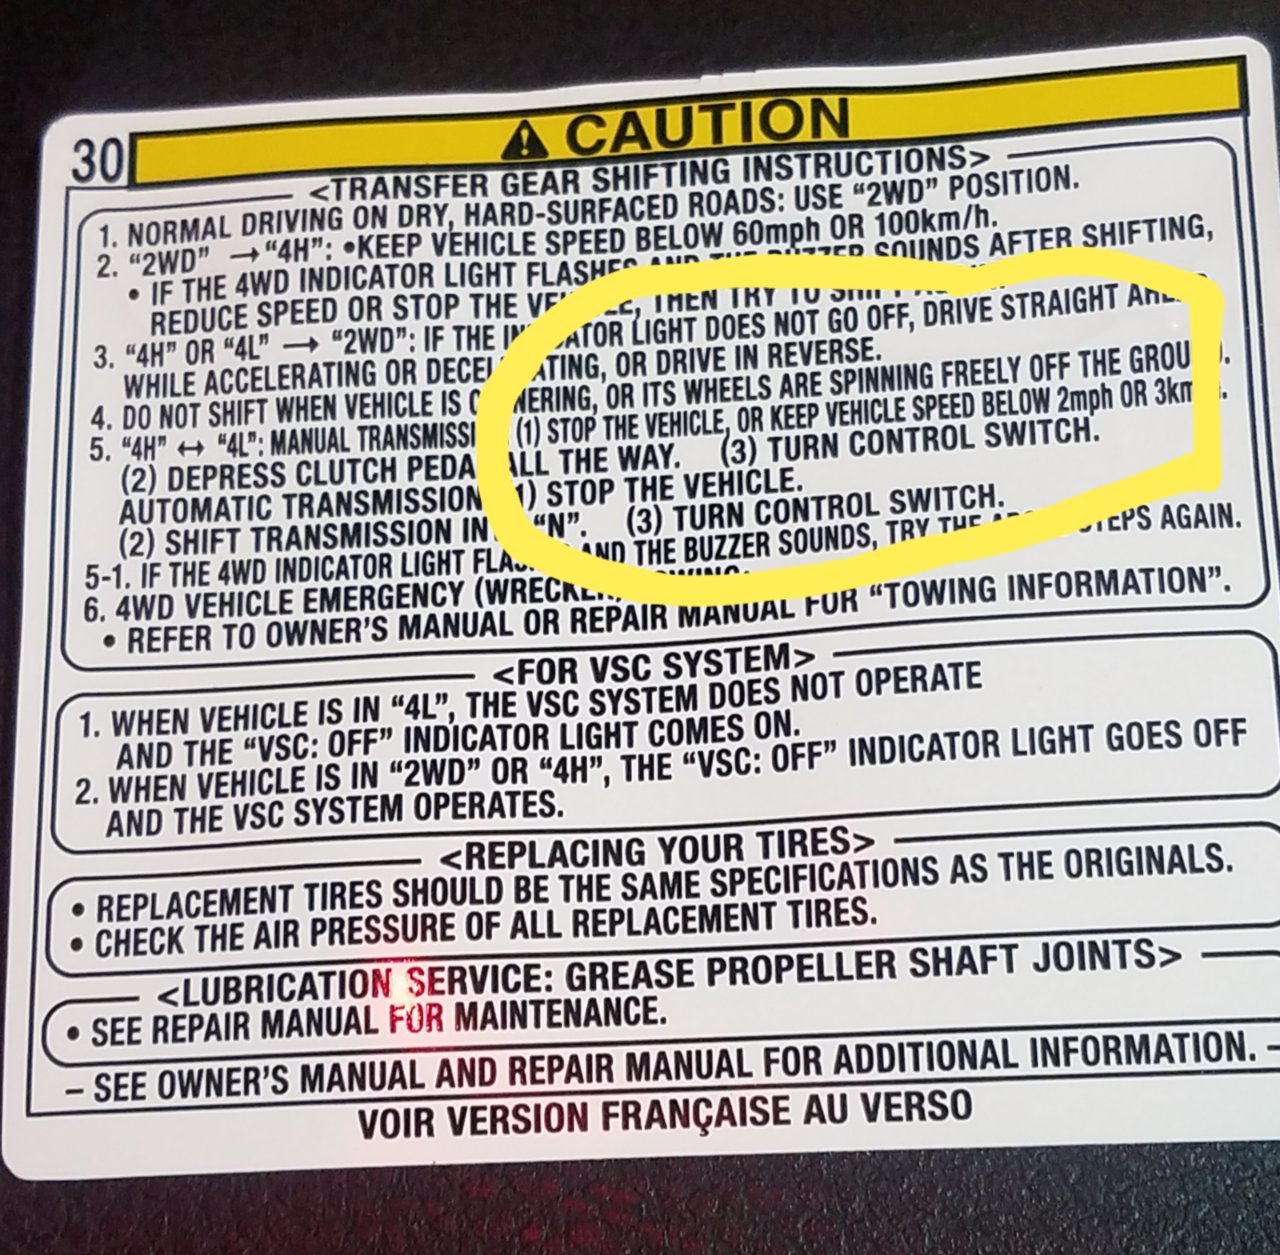 30
CAUTION
<TRANSFER GEAR SHIFTING INSTRUCTIONS>
1. NORMAL DRIVING ON DRY, HARD-SURFACED ROADS: USE “2WD” POSITION.
2. “2WD” → “4H”: •KEEP VEHICLE SPEED BELOW 60mph OR 100km/h.
• IF THE 4WD INDICATOR LIGHT FLASHES AND THE BUZZER SOUNDS AFTER SHIFTING,
REDUCE SPEED OR STOP THE VEHICLE, THEN TRY TO SHIFT
3. “4H” OR “4L” → “2WD”: IF THE INDICATOR LIGHT DOES NOT GO OFF, DRIVE STRAIGHT AHEAD
WHILE ACCELERATING OR DECELERATING, OR DRIVE IN REVERSE.
4. DO NOT SHIFT WHEN VEHICLE IS CORNERING, OR ITS WHEELS ARE SPINNING FREELY OFF THE GROUND.
5. “4H” ↔ “4L”: MANUAL TRANSMISSION (1) STOP THE VEHICLE, OR KEEP VEHICLE SPEED BELOW 2mph OR 3km/h.
(2) DEPRESS CLUTCH PEDAL ALL THE WAY. (3) TURN CONTROL SWITCH.
AUTOMATIC TRANSMISSION (1) STOP THE VEHICLE.
(2) SHIFT TRANSMISSION INTO “N”. (3) TURN CONTROL SWITCH.
5-1. IF THE 4WD INDICATOR LIGHT FLASHES AND THE BUZZER SOUNDS, TRY THE ABOVE STEPS AGAIN.
6. 4WD VEHICLE EMERGENCY (WRECKER) TOWING:
• REFER TO OWNER’S MANUAL OR REPAIR MANUAL FOR “TOWING INFORMATION”.
<FOR VSC SYSTEM>
1. WHEN VEHICLE IS IN “4L”, THE VSC SYSTEM DOES NOT OPERATE
AND THE “VSC: OFF” INDICATOR LIGHT COMES ON.
2. WHEN VEHICLE IS IN “2WD” OR “4H”, THE “VSC: OFF” INDICATOR LIGHT GOES OFF
AND THE VSC SYSTEM OPERATES.
<REPLACING YOUR TIRES>
• REPLACEMENT TIRES SHOULD BE THE SAME SPECIFICATIONS AS THE ORIGINALS.
• CHECK THE AIR PRESSURE OF ALL REPLACEMENT TIRES.
<LUBRICATION SERVICE: GREASE PROPELLER SHAFT JOINTS>
• SEE REPAIR MANUAL FOR MAINTENANCE.
– SEE OWNER’S MANUAL AND REPAIR MANUAL FOR ADDITIONAL INFORMATION. –
VOIR VERSION FRANÇAISE AU VERSO